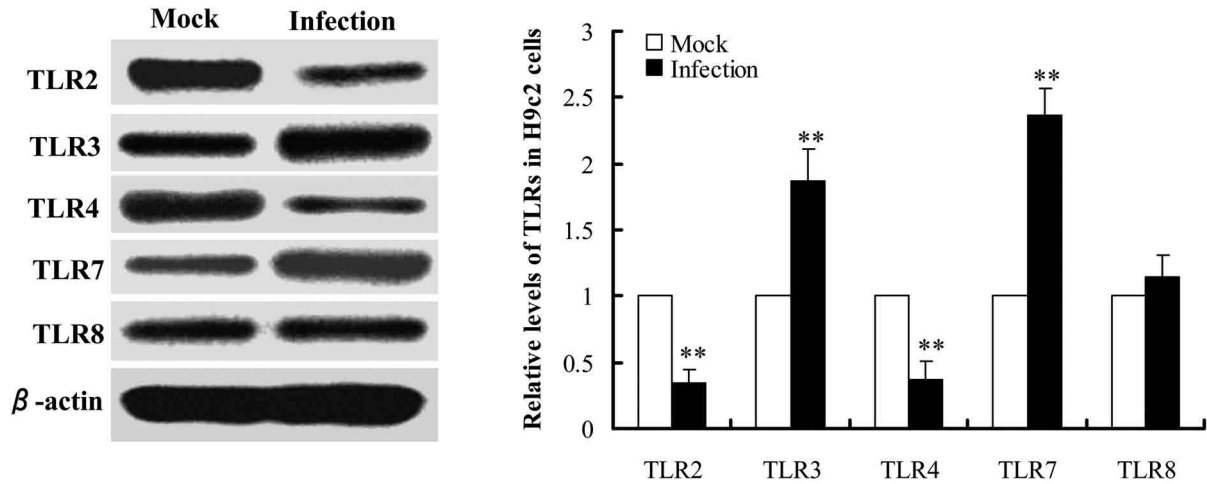 Mock Infection
TLR2
TLR3
TLR4
TLR7
TLR8
β-actin
Relative levels of TLRs in H9c2 cells
3
2.5
2
1.5
1
0.5
0
Mock
Infection
**
**
**
**
TLR2 TLR3 TLR4 TLR7 TLR8